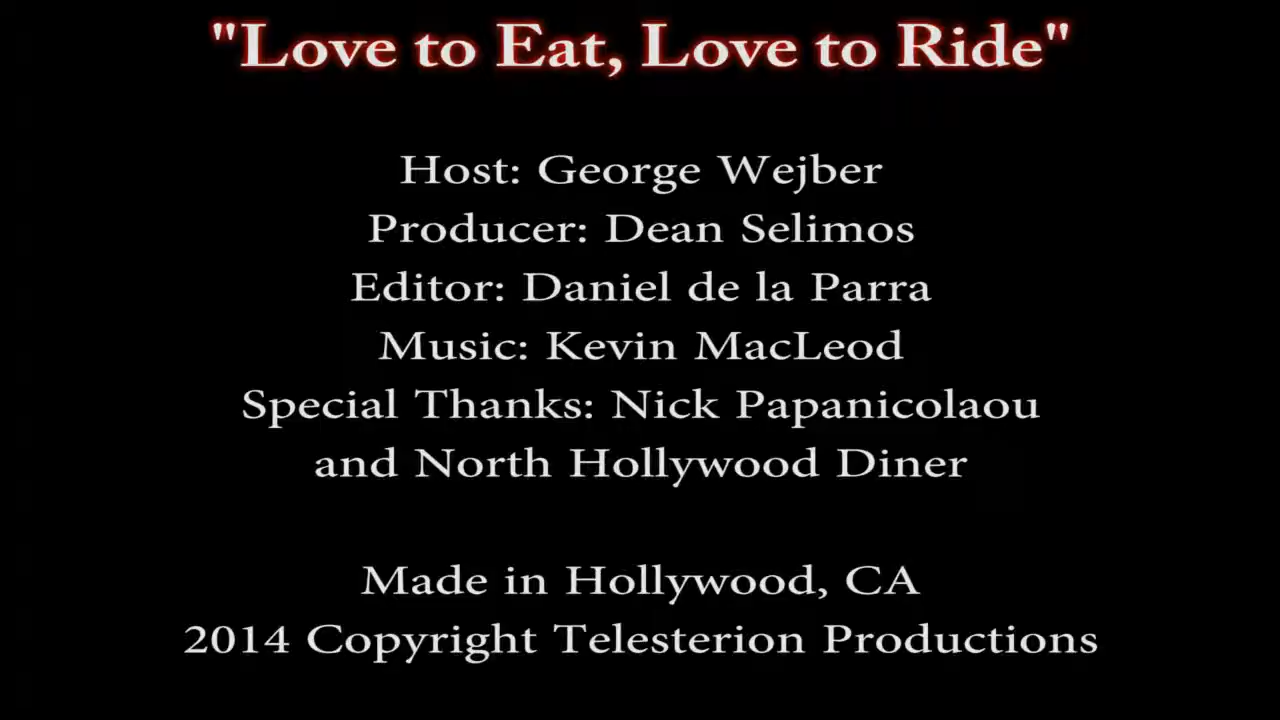 "Love to Eat, Love to Ride"
Host: George Wejber
Producer: Dean Selimos
Editor: Daniel de la Parra
Music: Kevin MacLeod
Special Thanks: Nick Papanicolaou
and North Hollywood Diner
Made in Hollywood, CA
2014 Copyright Telesterion Productions